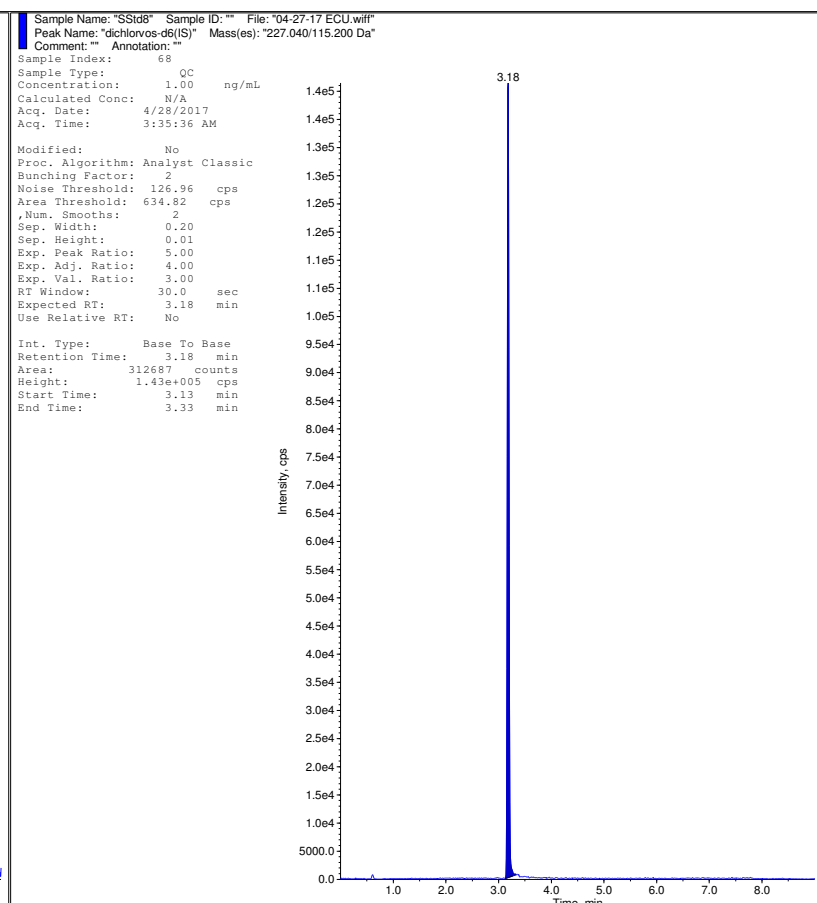 Sample Name: "SStd8" Sample ID: "" File: "04-27-17 ECU.wiff"
Peak Name: "dichlorvos-d6(IS)" Mass(es): "227.040/115.200 Da"
Comment: "" Annotation: ""
Sample Index: 68
Sample Type: QC
Concentration: 1.00 ng/mL
Calculated Conc: N/A
Acq. Date: 4/28/2017
Acq. Time: 3:35:36 AM
Modified: No
Proc. Algorithm: Analyst Classic
Bunching Factor: 2
Noise Threshold: 126.96 cps
Area Threshold: 634.82 cps
,Num. Smooths: 2
Sep. Width: 0.20
Sep. Height: 0.01
Exp. Peak Ratio: 5.00
Exp. Adj. Ratio: 4.00
Exp. Val. Ratio: 3.00
RT Window: 30.0 sec
Expected RT: 3.18 min
Use Relative RT: No
Int. Type: Base To Base
Retention Time: 3.18 min
Area: 312687 counts
Height: 1.43e+005 cps
Start Time: 3.13 min
End Time: 3.33 min
3.18
1.4e5
1.4e5
1.3e5
1.3e5
1.2e5
1.2e5
1.1e5
1.1e5
1.0e5
9.5e4
9.0e4
8.5e4
8.0e4
7.5e4
7.0e4
6.5e4
6.0e4
5.5e4
5.0e4
4.5e4
4.0e4
3.5e4
3.0e4
2.5e4
2.0e4
1.5e4
1.0e4
5000.0
0.0
Intensity, cps
1.0 2.0 3.0 4.0 5.0 6.0 7.0 8.0
Time, min